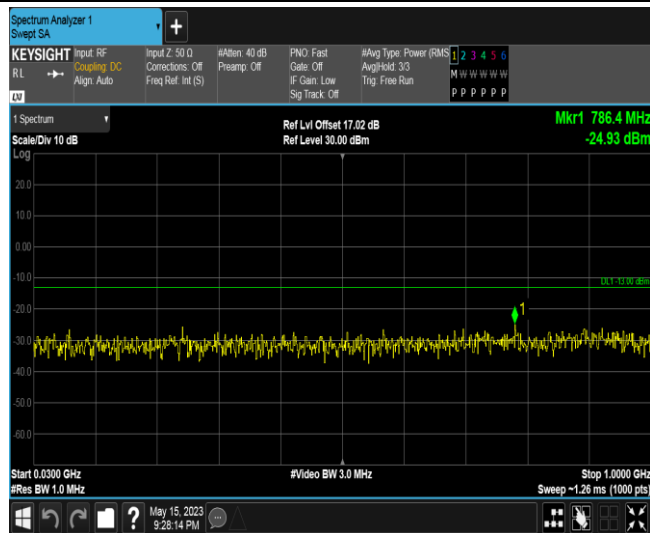 Spectrum Analyzer 1
Swept SA
KEYSIGHT
RL
Input: RF
Coupling: DC
Align: Auto
Input Z: 50 Ω
Corrections: Off
Freq Ref: Int (S)
#Atten: 40 dB
Preamp: Off
PNO: Fast
Gate: Off
IF Gain: Low
Sig Track: Off
#Avg Type: Power (RMS
Avg|Hold: 3/3
Trig: Free Run
1 2 3 4 5 6
M W W W W W
P P P P P P
1 Spectrum
Scale/Div 10 dB
Log
Ref Lvl Offset 17.02 dB
Ref Level 30.00 dBm
Mkr1 786.4 MHz
-24.93 dBm
20.0
10.0
0.00
-10.0
DL1 -13.00 dBm
-20.0
1
-30.0
-40.0
-50.0
-60.0
Start 0.0300 GHz
#Res BW 1.0 MHz
#Video BW 3.0 MHz
Stop 1.0000 GHz
Sweep ~1.26 ms (1000 pts)
?
May 15, 2023
9:28:14 PM